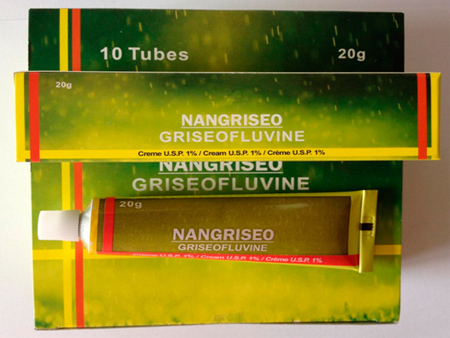 10 Tubes
20g
20g
NANGRISEO
GRISEOFLUVINE
Creme U.S.P. 1% / Cream U.S.P. 1% / Crème U.S.P. 1%
NANGRISEO
GRISEOFLUVINE
20g
NANGRISEO
GRISEOFLUVINE
Creme U.S.P. 1% / Cream U.S.P. 1% / Crème U.S.P. 1%